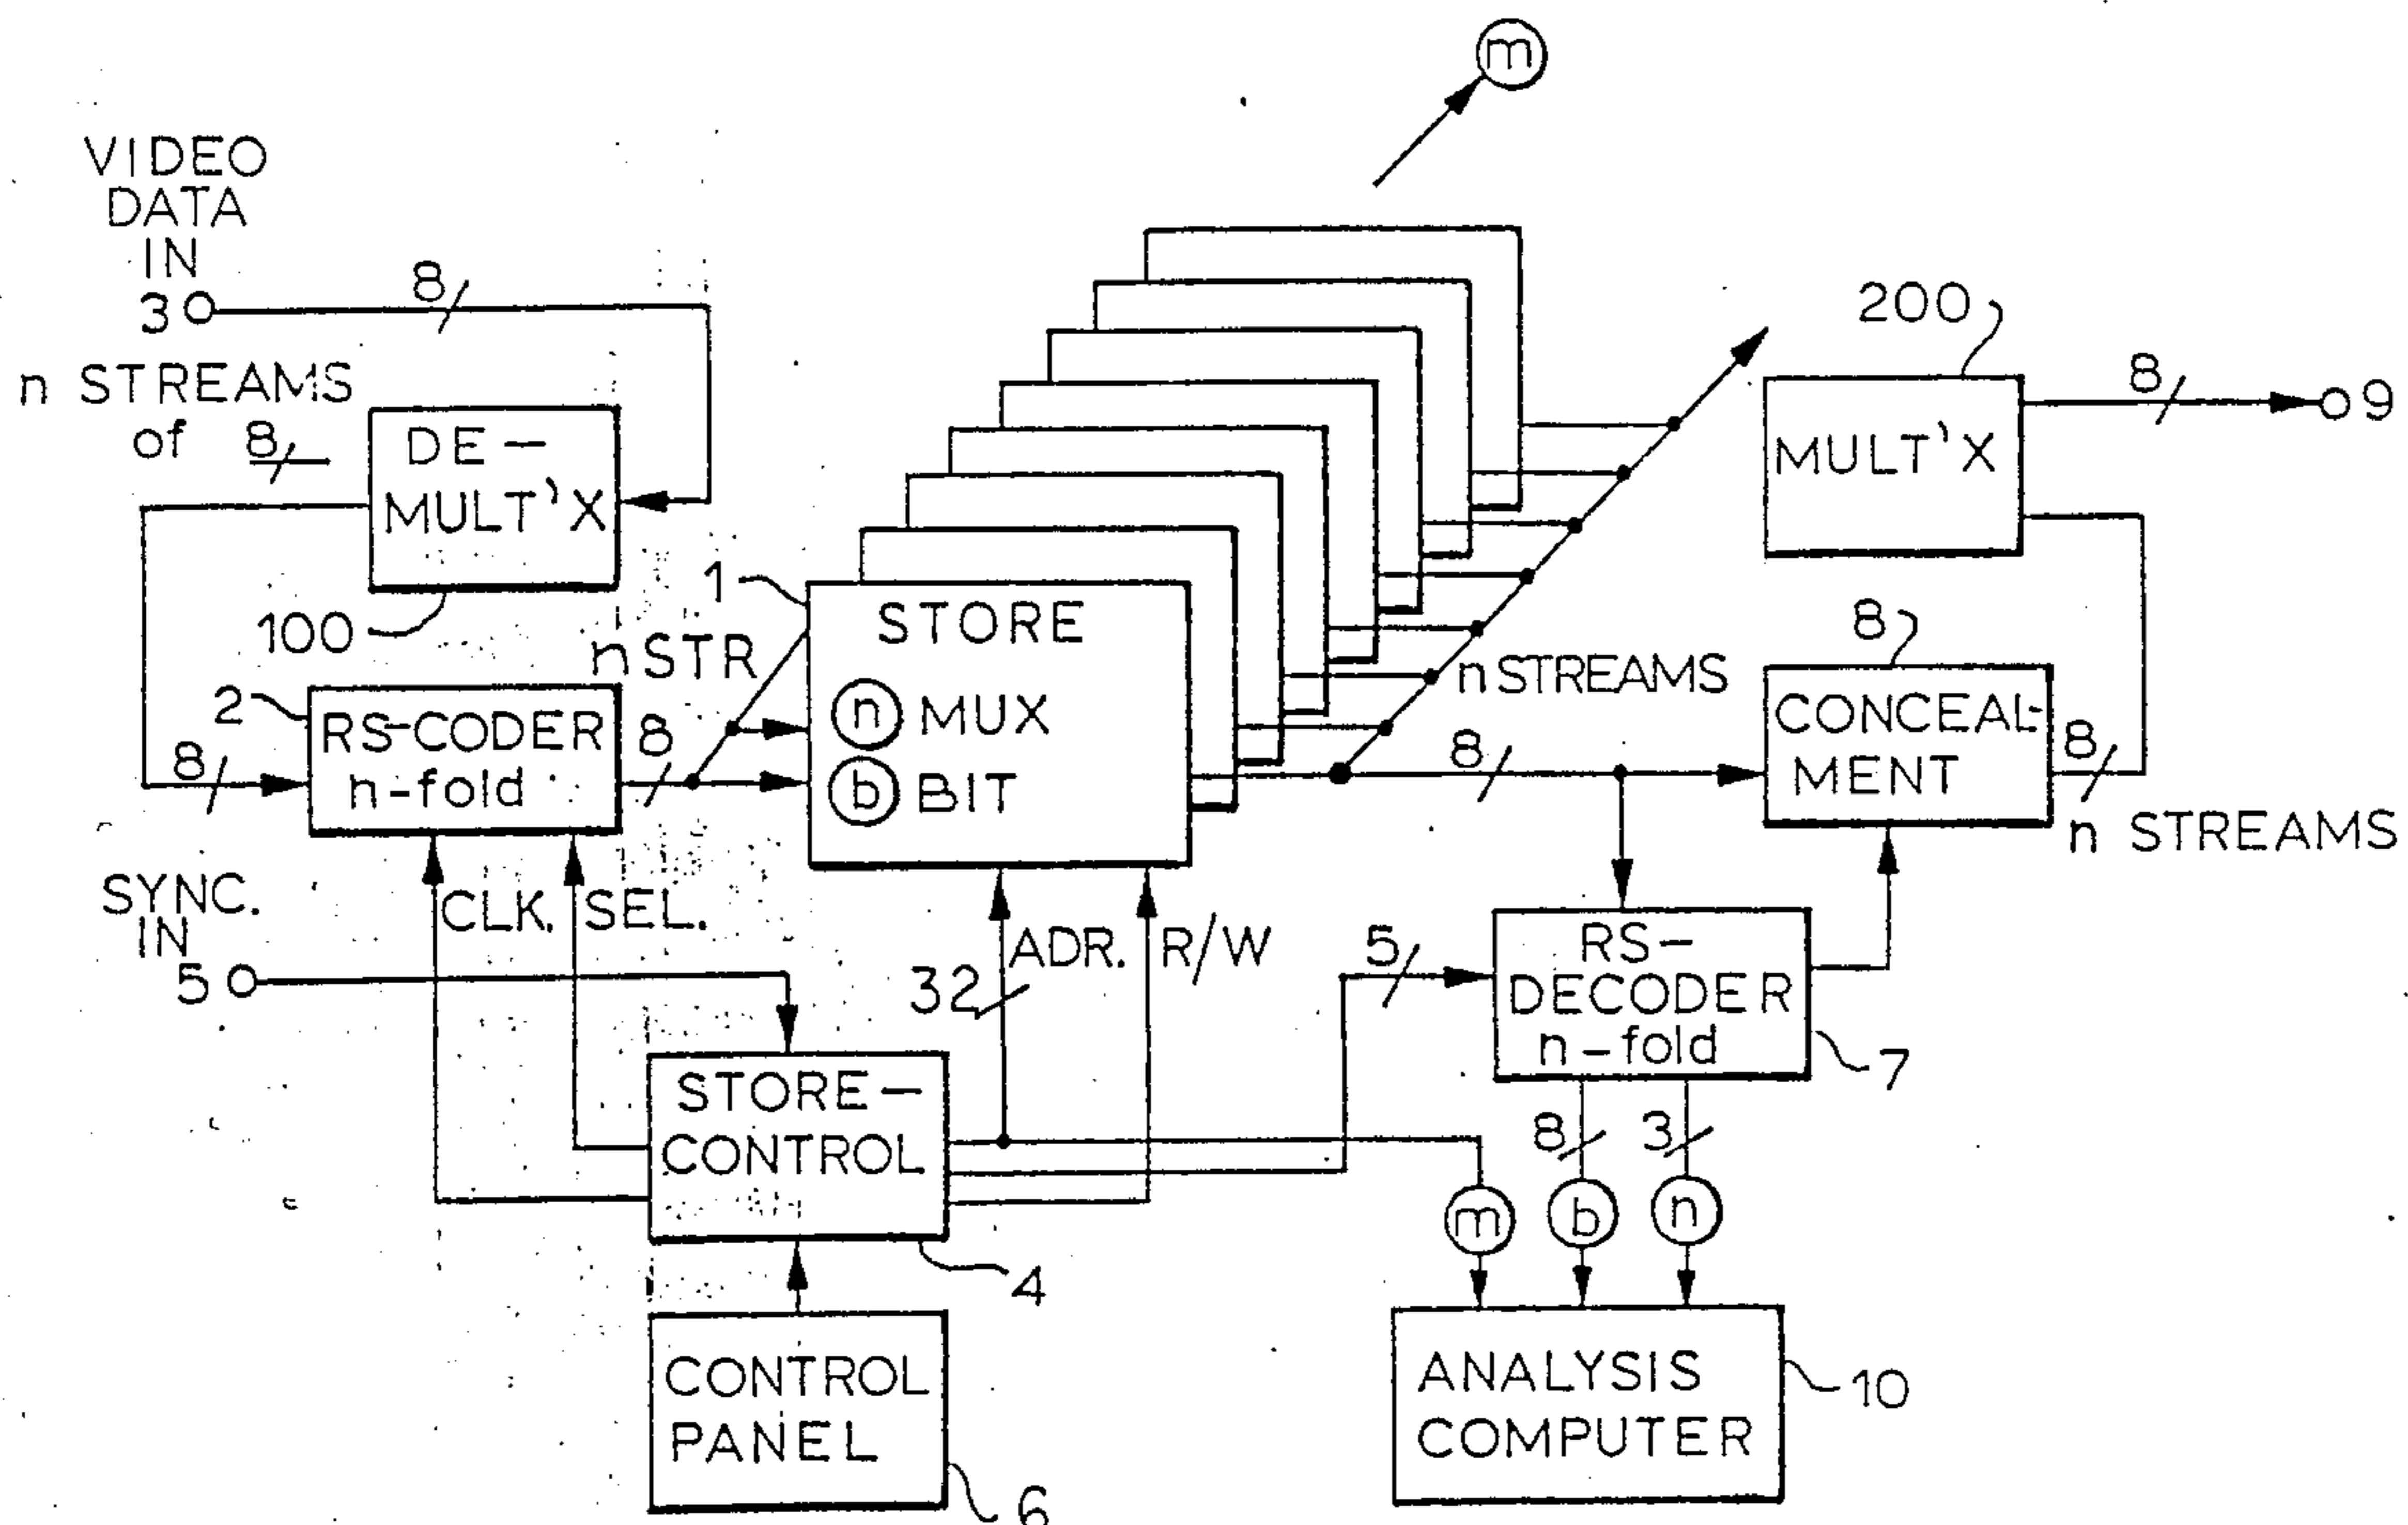 m
VIDEO
DATA
IN
3
8
n STREAMS
of 8
DE-
MULT'X
100
200
MULT'X
8
9
1
STORE
n MUX
b BIT
n STR
n STREAMS
2
RS-CODER
n-fold
8
8
8
8
CONCEAL-
MENT
8
n STREAMS
SYNC.
IN
5
CLK.
SEL.
32
ADR.
R/W
5
RS-
DECODER
n-fold
7
STORE-
CONTROL
4
8
3
m
b
n
CONTROL
PANEL
6
ANALYSIS
COMPUTER
10